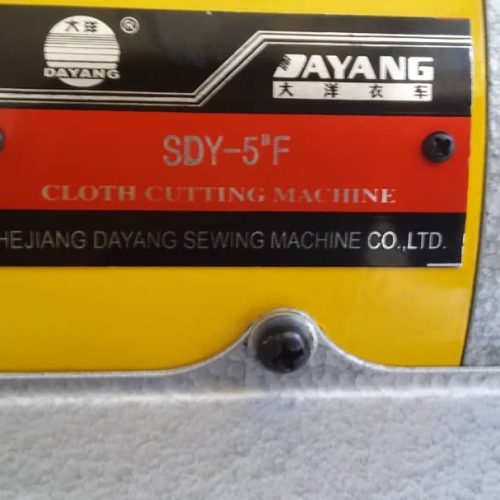 大洋
DAYANG
®
DAYANG
大洋衣车
SDY-5"F
CLOTH CUTTING MACHINE
HEJIANG DAYANG SEWING MACHINE CO.,LTD.